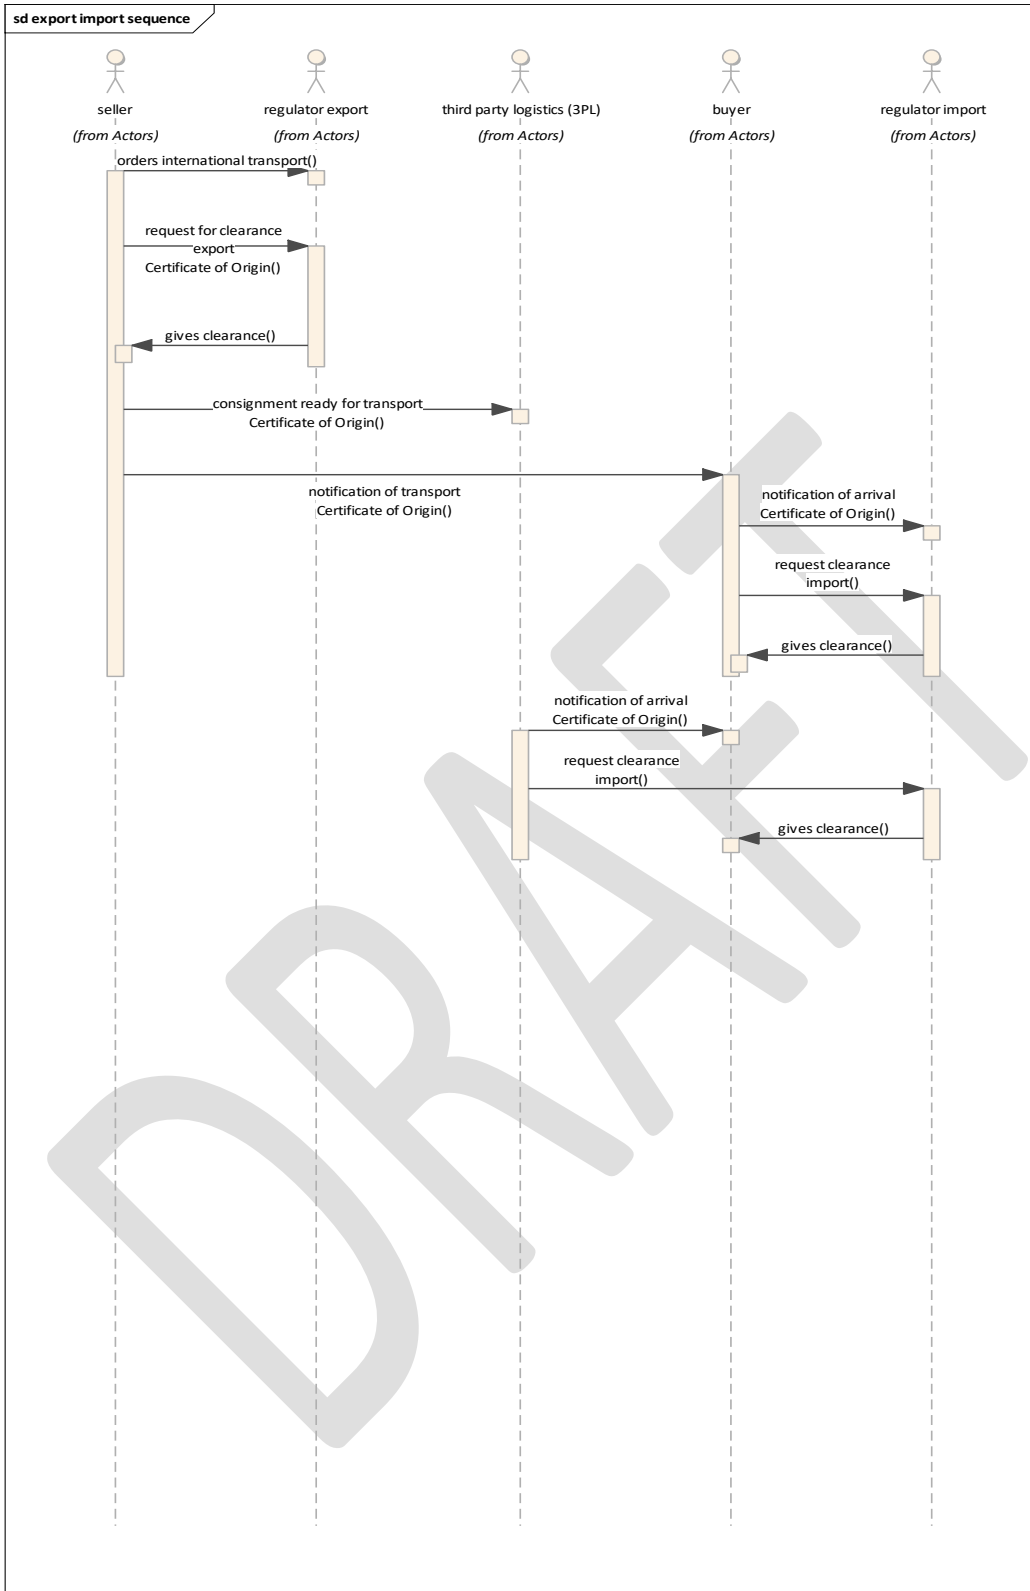 sd export import sequence
seller
regulator export
third party logistics (3PL)
buyer
regulator import
(from Actors)
(from Actors)
(from Actors)
(from Actors)
(from Actors)
orders international transport()
request for clearance
export
Certificate of Origin()
gives clearance()
consignment ready for transport
Certificate of Origin()
notification of transport
Certificate of Origin()
notification of arrival
Certificate of Origin()
request clearance
import()
gives clearance()
notification of arrival
Certificate of Origin()
request clearance
import()
gives clearance()
DRAFT